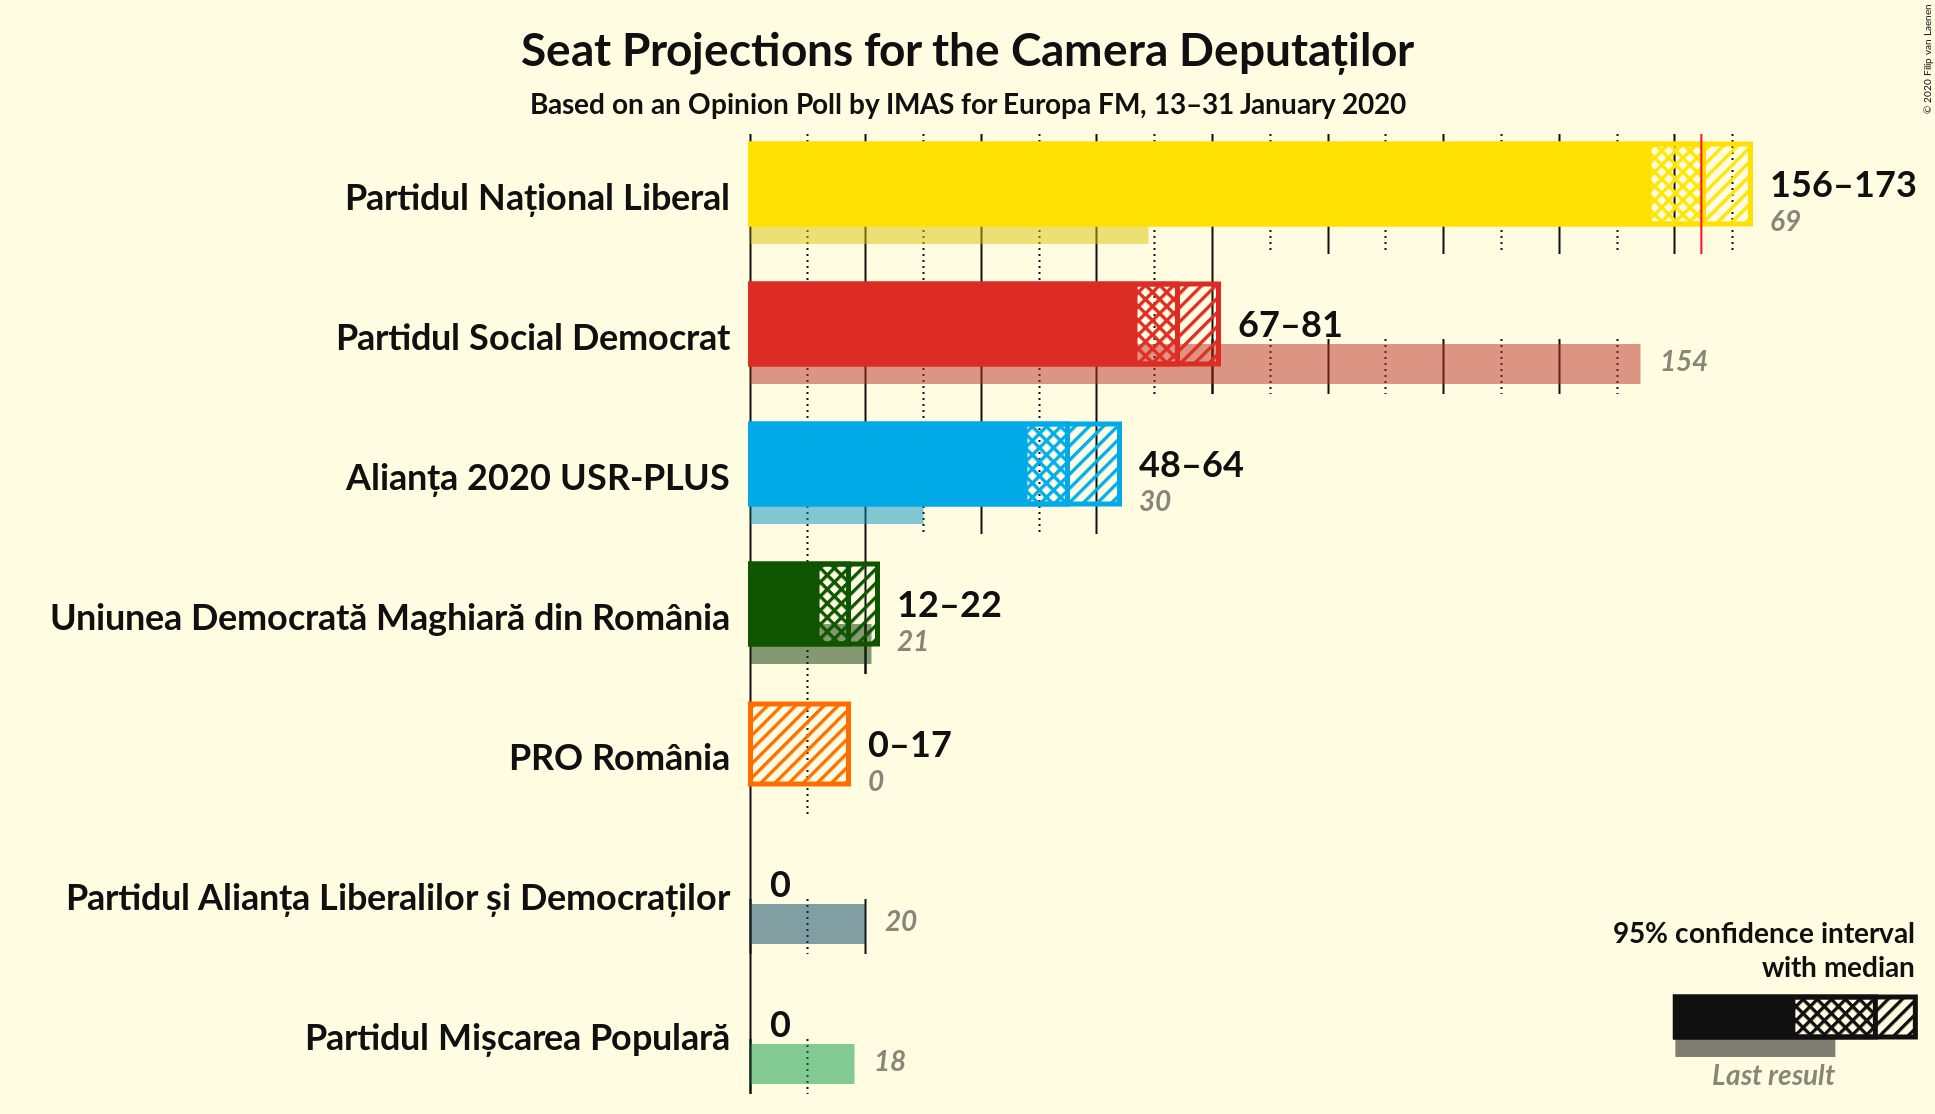 Seat Projections for the Camera Deputaților
Based on an Opinion Poll by IMAS for Europa FM, 13–31 January 2020
© 2020 Filip van Laenen
Partidul Național Liberal
156–173
69
Partidul Social Democrat
67–81
154
Alianța 2020 USR-PLUS
48–64
30
Uniunea Democrată Maghiară din România
12–22
21
PRO România
0–17
0
Partidul Alianța Liberalilor și Democraților
0
20
Partidul Mișcarea Populară
0
18
95% confidence interval
with median
Last result